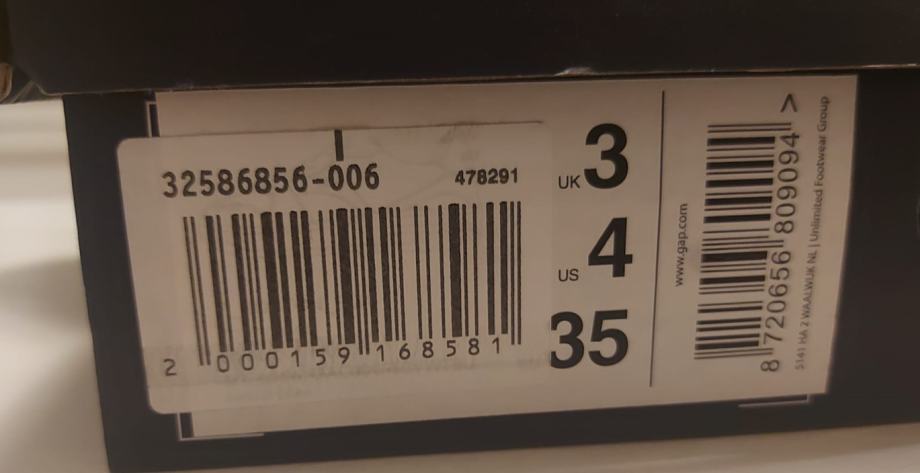 32586856-006 478291
2 000159 168581
UK 3
US 4
35
www.gap.com
8 720656 809094 >
5141 HA 2 WAALWIJK NL | Unlimited Footwear Group